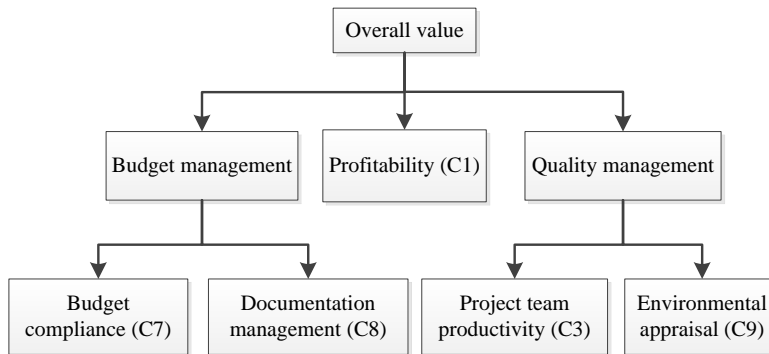 Overall value
Budget management
Profitability (C1)
Quality management
Budget
compliance (C7)
Documentation
management (C8)
Project team
productivity (C3)
Environmental
appraisal (C9)